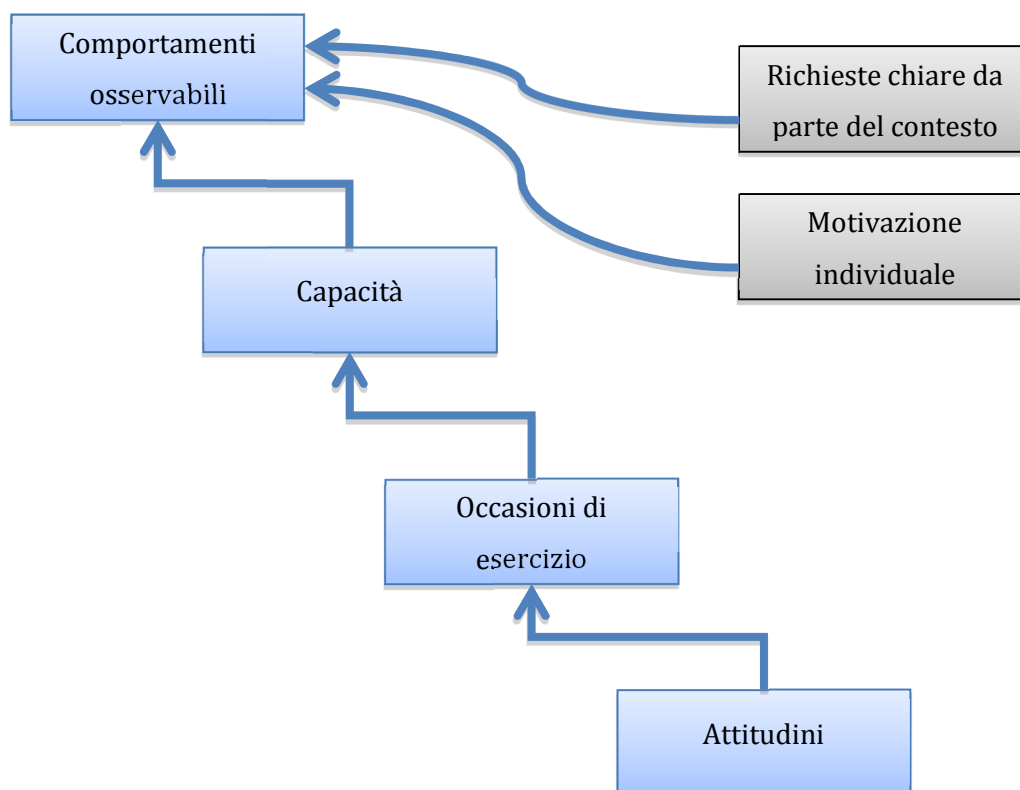 Comportamenti
osservabili
Richieste chiare da
parte del contesto
Motivazione
individuale
Capacità
Occasioni di
esercizio
Attitudini